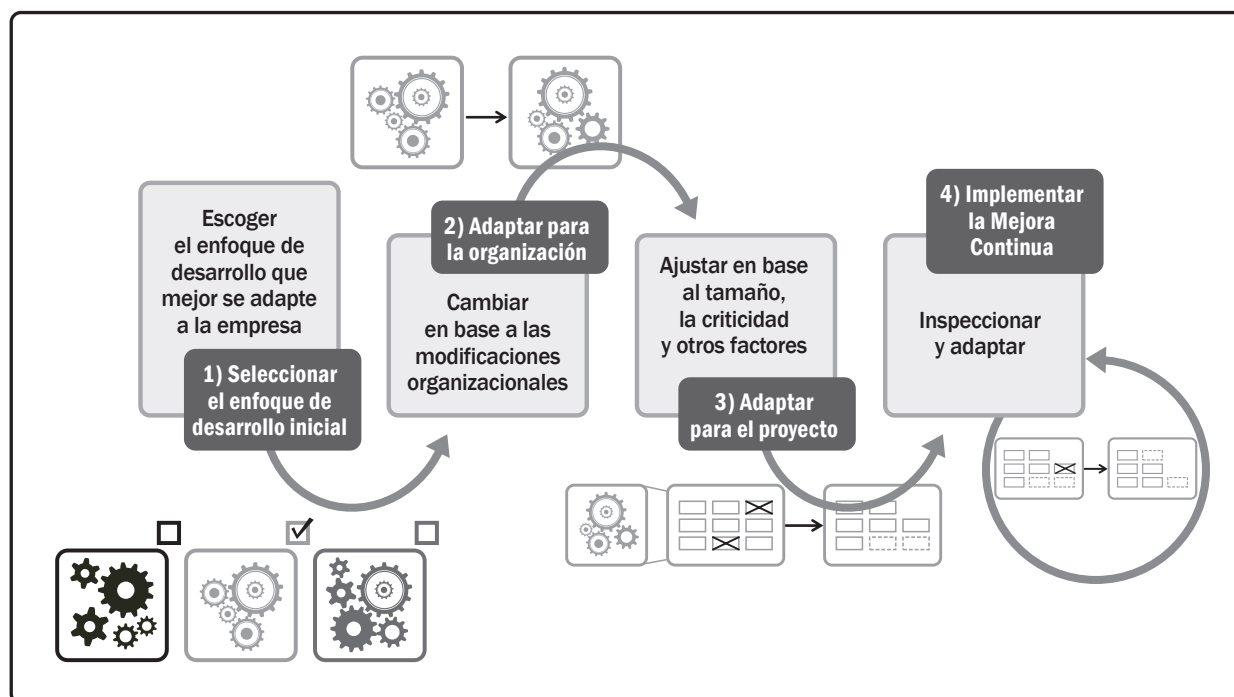 Escoger
el enfoque de
desarrollo que
mejor se adapte
a la empresa
1) Seleccionar
el enfoque de
desarrollo inicial
2) Adaptar para
la organización
Cambiar
en base a las
modificaciones
organizacionales
Ajustar en base
al tamaño,
la criticidad
y otros factores
3) Adaptar
para el proyecto
4) Implementar
la Mejora
Continua
Inspeccionar
y adaptar